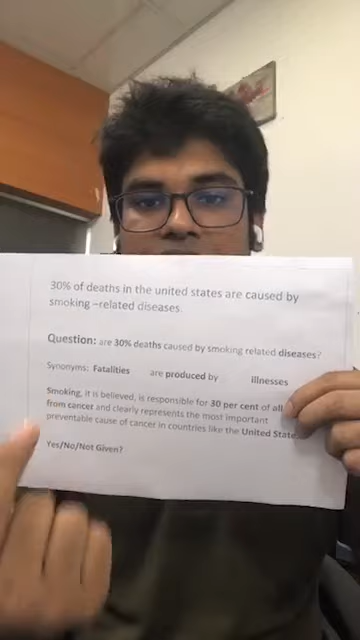 30% of deaths in the united states are caused by
smoking –related diseases.
Question: are 30% deaths caused by smoking related diseases?
Synonyms: Fatalities are produced by illnesses
Smoking, it is believed, is responsible for 30 per cent of all
from cancer and clearly represents the most important
preventable cause of cancer in countries like the United
Yes/No/Not Given?